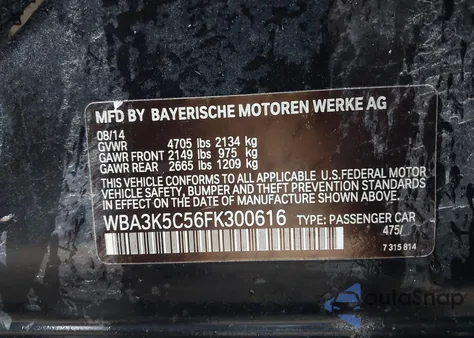 MFD BY BAYERISCHE MOTOREN WERKE AG
08/14
GVWR 4705 lbs 2134 kg
GAWR FRONT 2149 lbs 975 kg
GAWR REAR 2665 lbs 1209 kg
THIS VEHICLE CONFORMS TO ALL APPLICABLE U.S.FEDERAL MOTOR
VEHICLE SAFETY, BUMPER AND THEFT PREVENTION STANDARDS
IN EFFECT ON THE DATE OF MANUFACTURE SHOWN ABOVE.
WBA3K5C56FK300616 TYPE: PASSENGER CAR
475/
7 315 814
AutoSnap